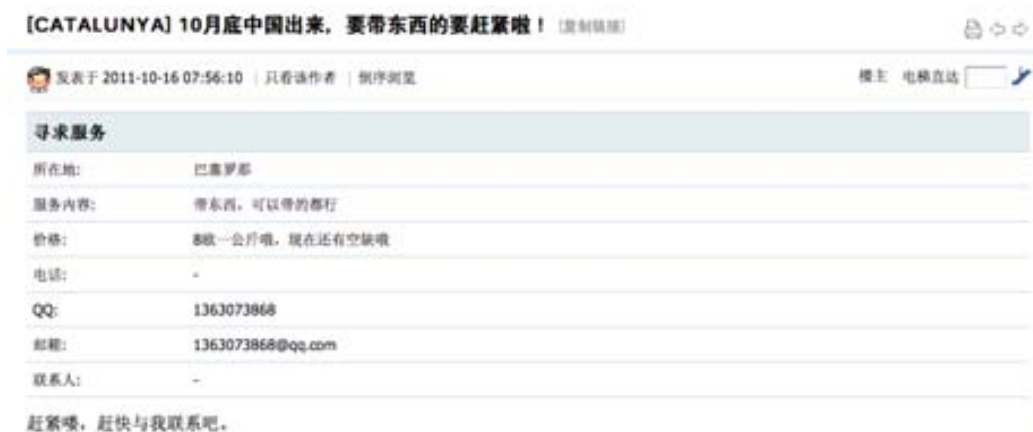 [CATALUNYA] 10月底中国出来，要带东西的要赶紧啦！ [复制链接]
发表于 2011-10-16 07:56:10 | 只看该作者 | 倒序浏览 楼主 电梯直达
寻求服务
所在地: 巴塞罗那
服务内容: 带东西，可以带的都行
价格: 8欧一公斤哦，现在还有空缺哦
电话: -
QQ: 1363073868
邮箱: 1363073868@qq.com
联系人: -
赶紧喽，赶快与我联系吧。